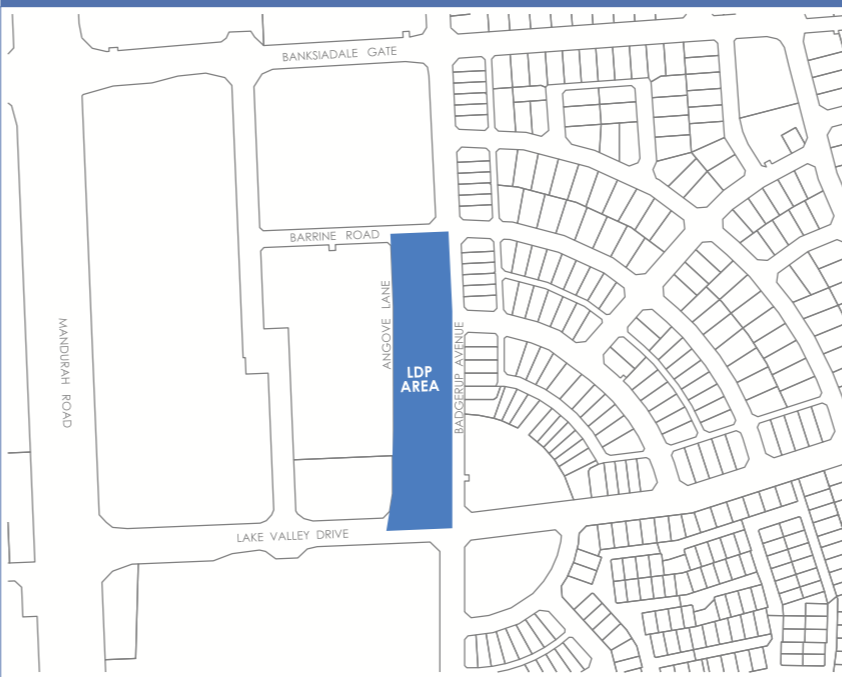 BANKSIADALE GATE
BARRINE ROAD
ANGOVE LANE
MANDURAH ROAD
BADGERUP AVENUE
LDP
AREA
LAKE VALLEY DRIVE